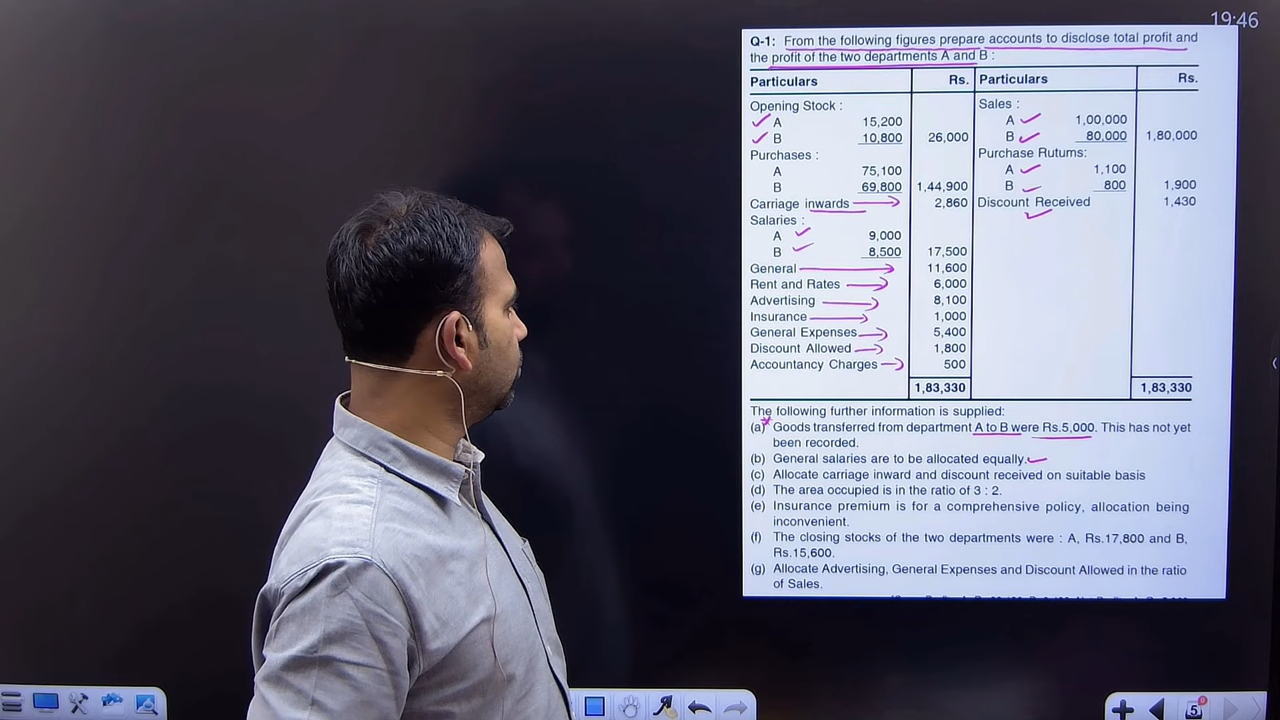 19:46
Q-1: From the following figures prepare accounts to disclose total profit and
the profit of the two departments A and B :
Particulars Rs. Particulars Rs.
Opening Stock : Sales :
A 15,200 A 1,00,000
B 10,800 26,000 B 80,000 1,80,000
Purchases : Purchase Ruturns:
A 75,100 A 1,100
B 69,800 1,44,900 B 800 1,900
Carriage inwards 2,860 Discount Received 1,430
Salaries :
A 9,000
B 8,500 17,500
General 11,600
Rent and Rates 6,000
Advertising 8,100
Insurance 1,000
General Expenses 5,400
Discount Allowed 1,800
Accountancy Charges 500
1,83,330 1,83,330
The following further information is supplied:
(a) Goods transferred from department A to B were Rs.5,000. This has not yet
been recorded.
(b) General salaries are to be allocated equally.
(c) Allocate carriage inward and discount received on suitable basis
(d) The area occupied is in the ratio of 3 : 2.
(e) Insurance premium is for a comprehensive policy, allocation being
inconvenient.
(f) The closing stocks of the two departments were : A, Rs.17,800 and B,
Rs.15,600.
(g) Allocate Advertising, General Expenses and Discount Allowed in the ratio
of Sales.
5